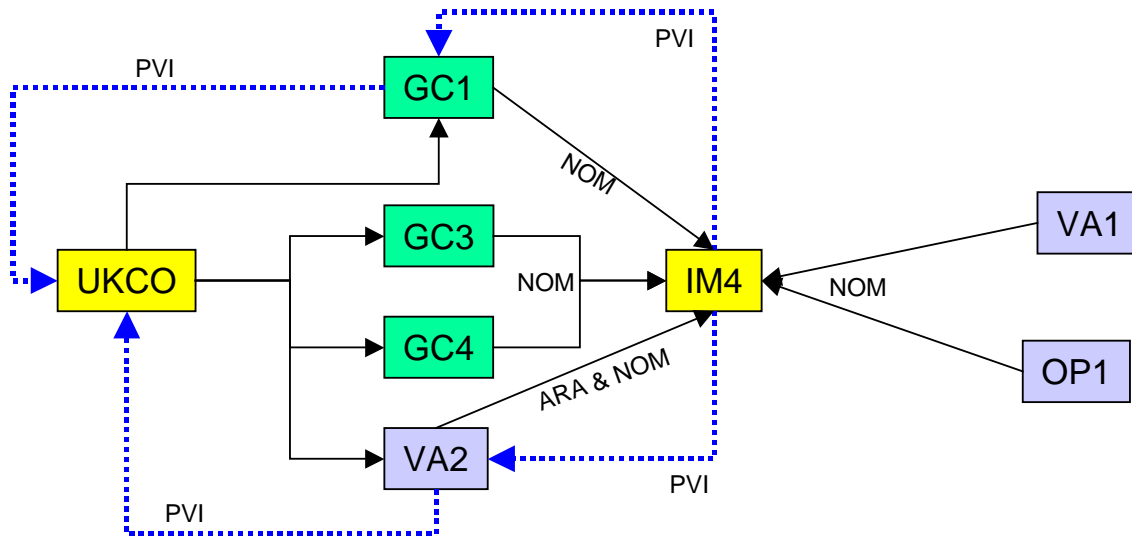 PVI
PVI
GC1
NOM
GC3
VA1
UKCO
NOM
IM4
NOM
GC4
OP1
ARA & NOM
VA2
PVI
PVI